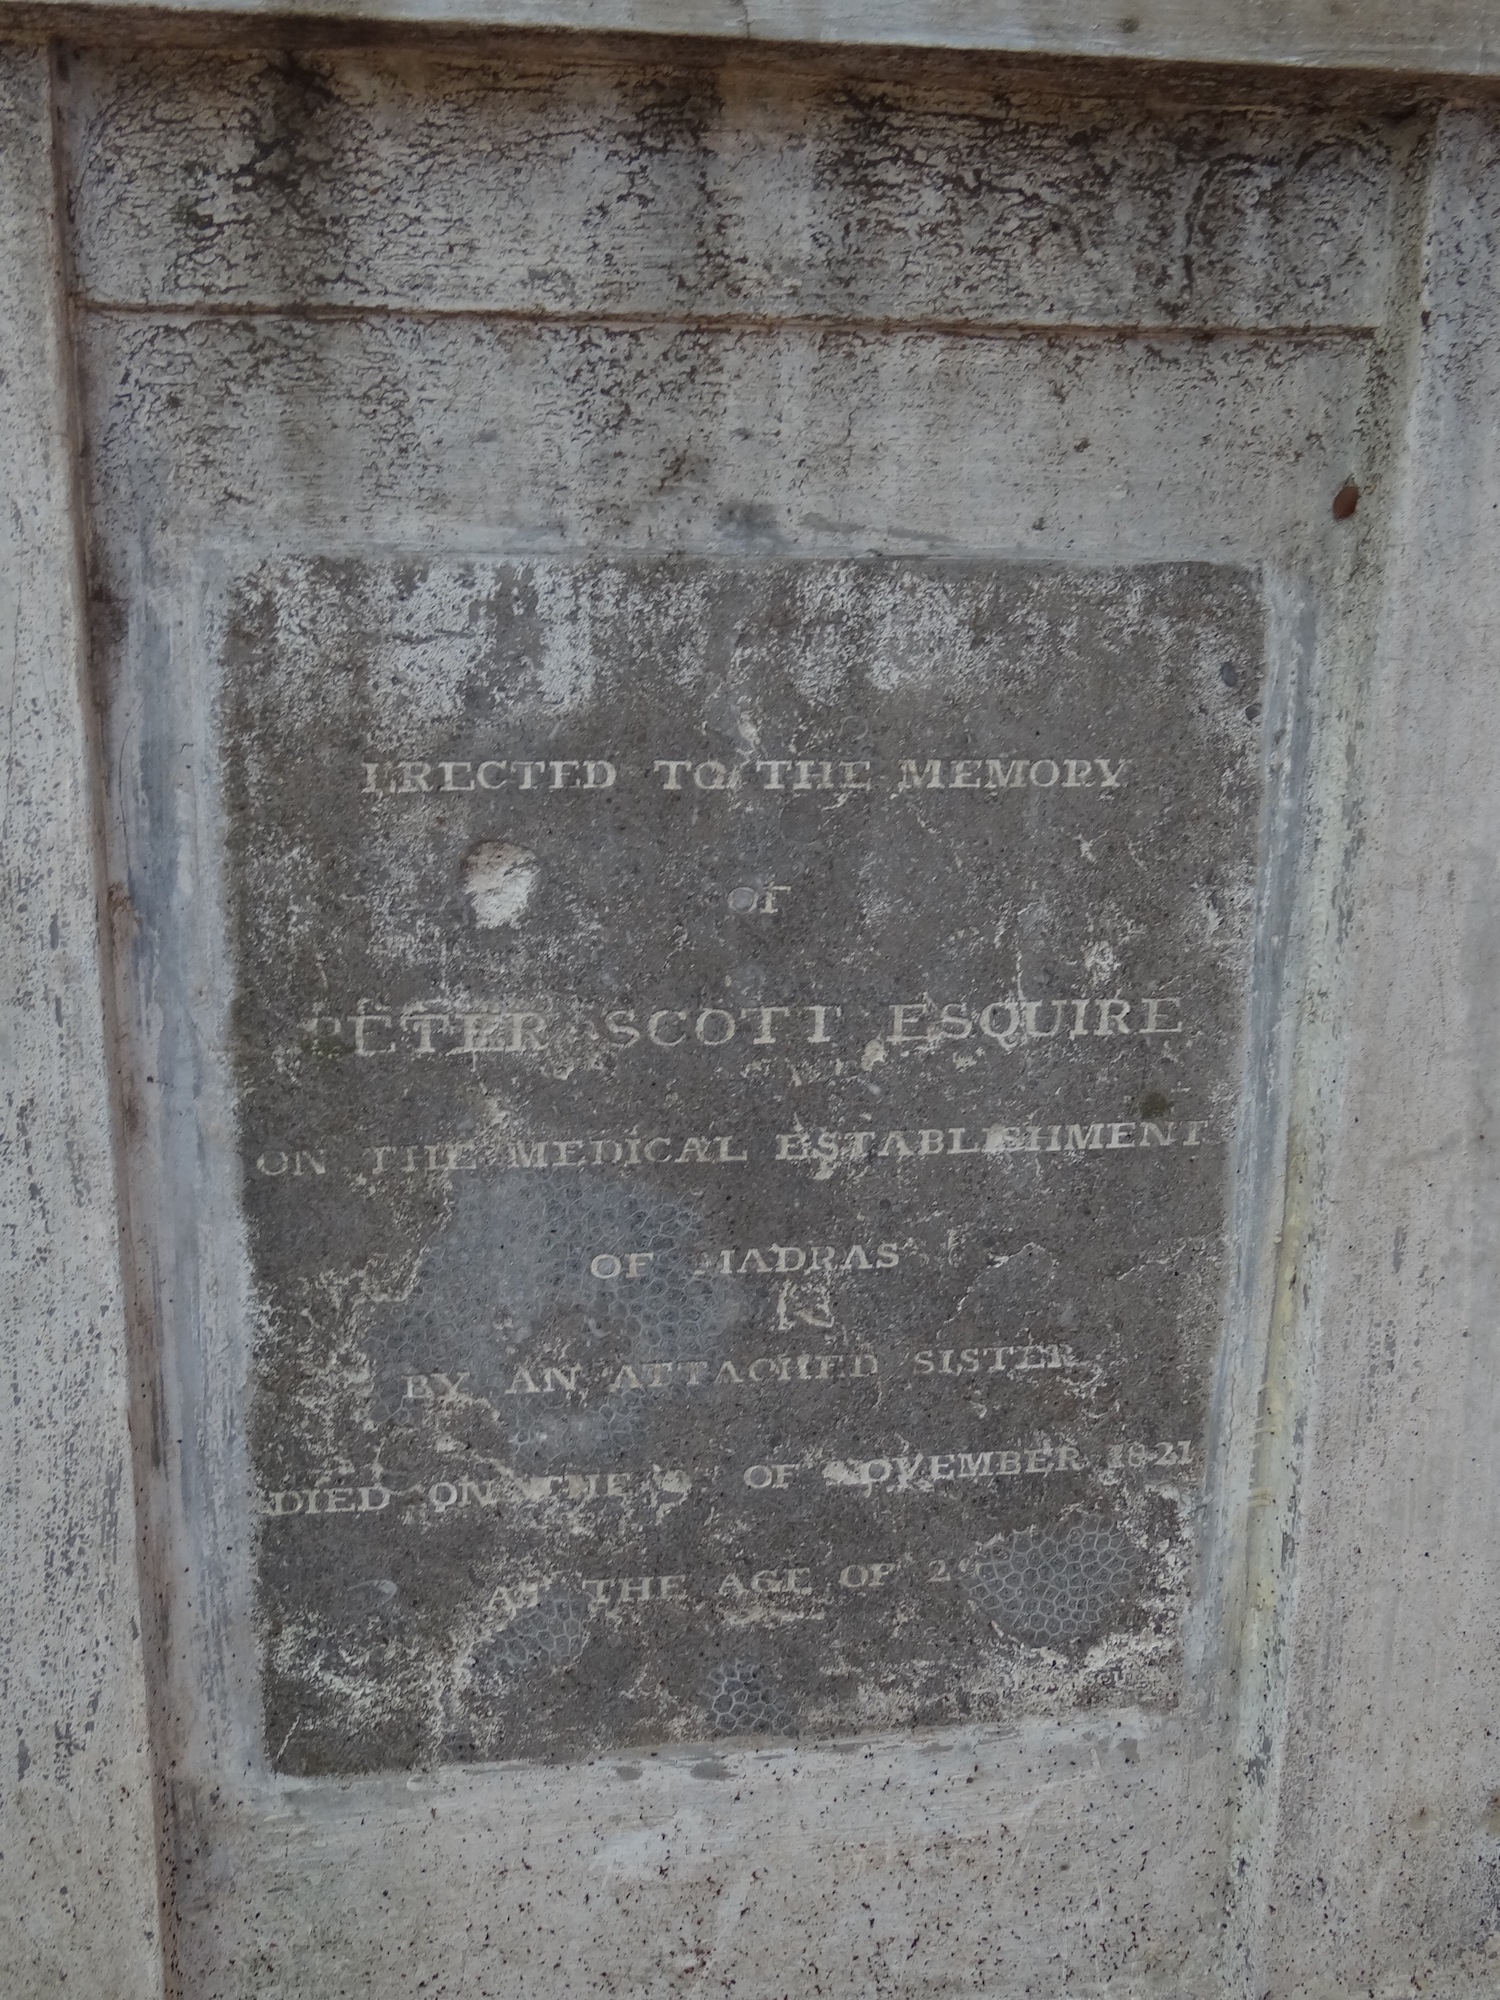 ERECTED TO THE MEMORY
OF
PETER SCOTT ESQUIRE
ON THE MEDICAL ESTABLISHMENT
OF MADRAS
BY AN ATTACHED SISTER
DIED ON THE OF NOVEMBER 1821
AT THE AGE OF